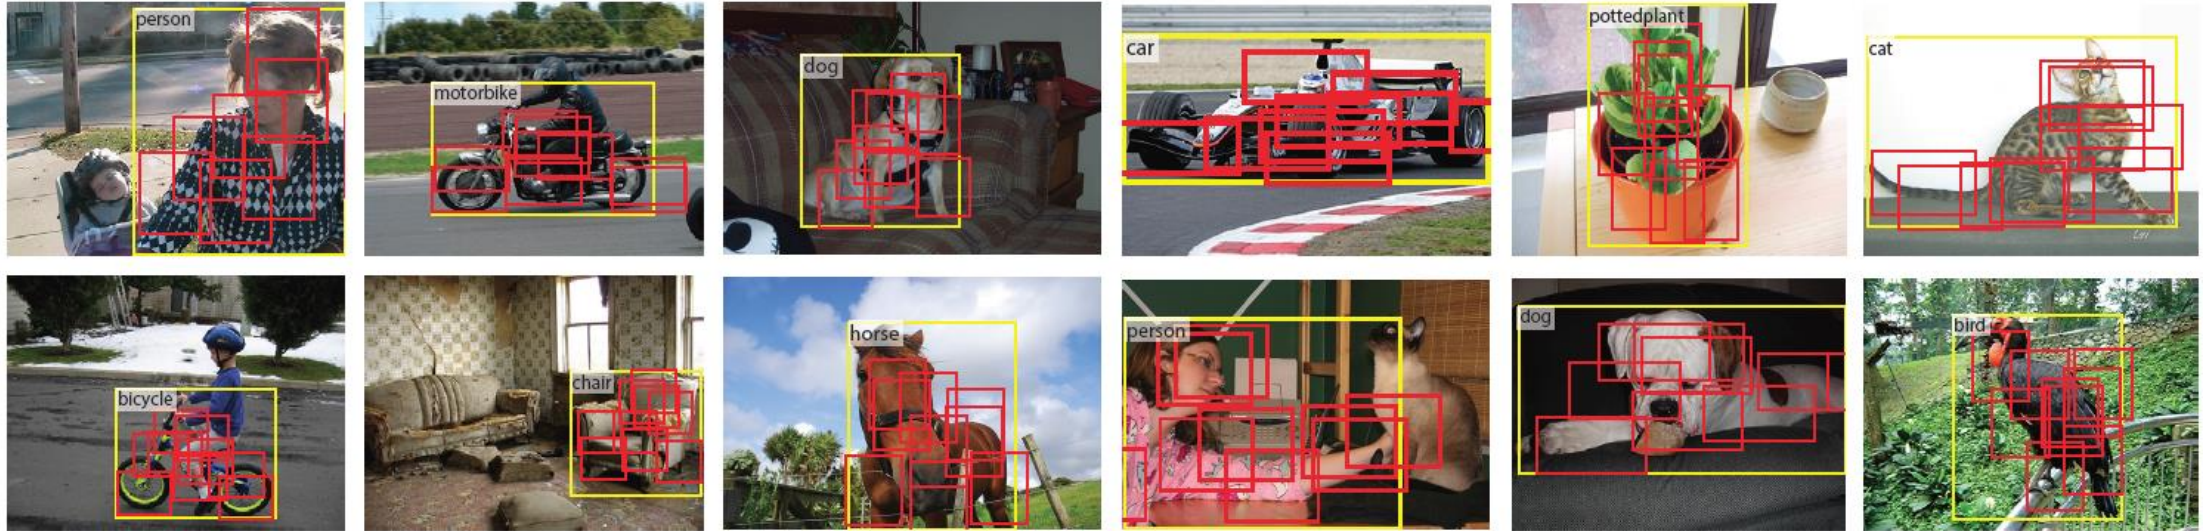 person
motorbike
dog
car
pottedplant
cat
bicycle
chair
horse
person
dog
bird